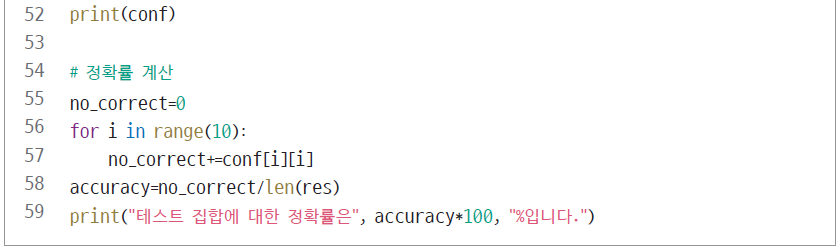 52 print(conf)
53
54 # 정확률 계산
55 no_correct=0
56 for i in range(10):
57     no_correct+=conf[i][i]
58 accuracy=no_correct/len(res)
59 print("테스트 집합에 대한 정확률은", accuracy*100, "%입니다.")